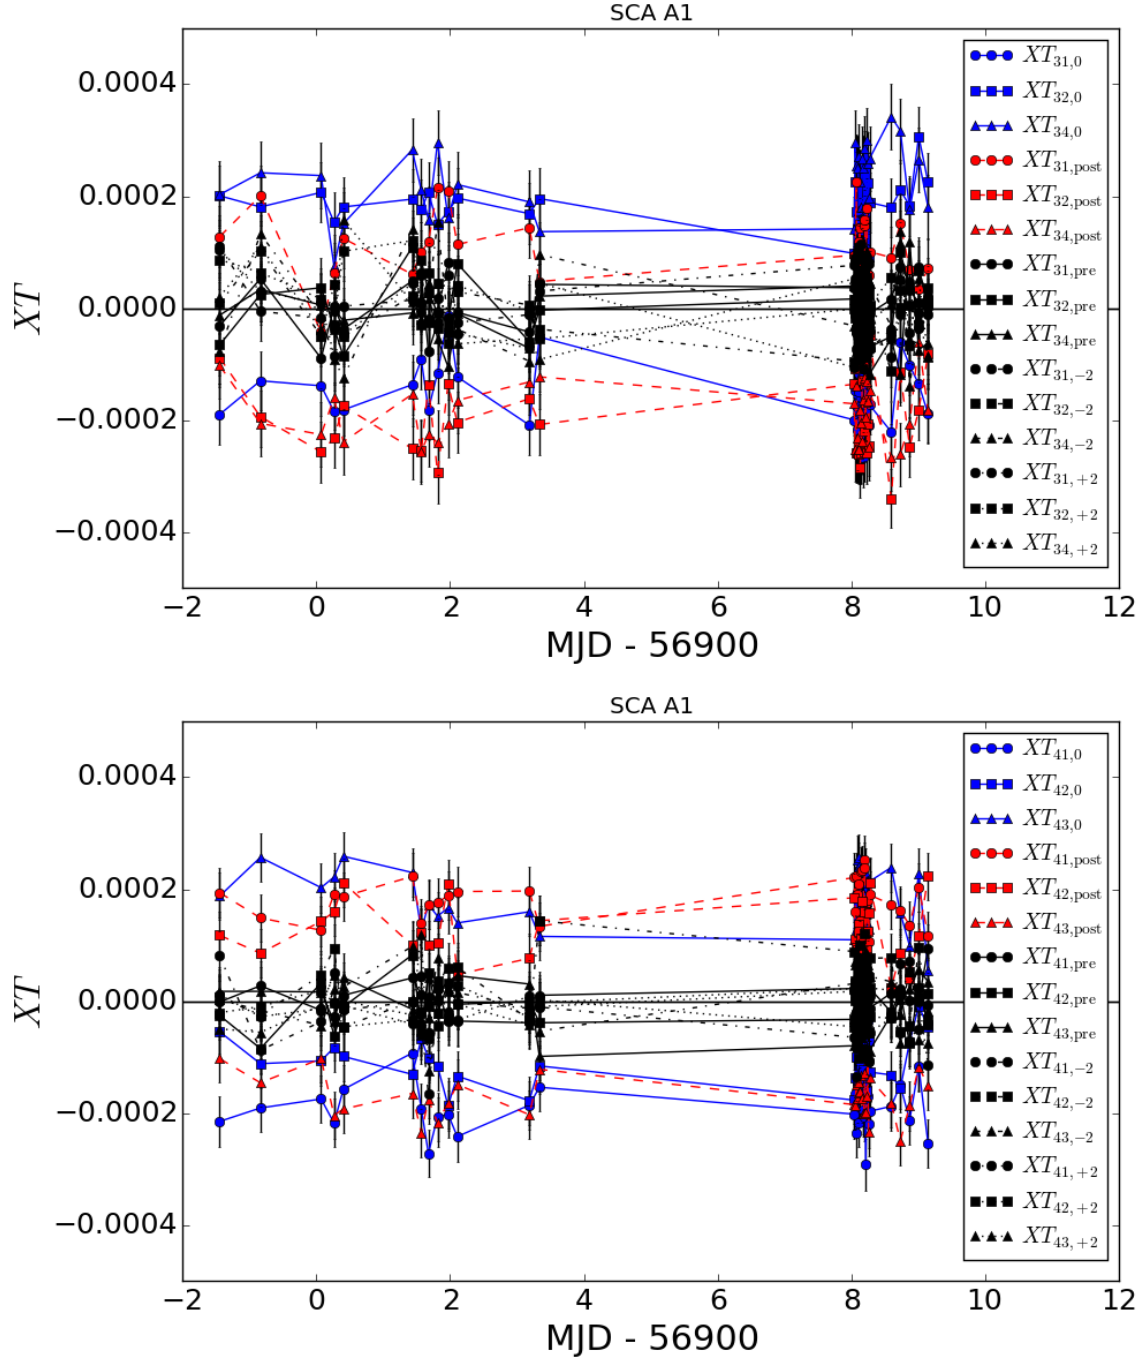 SCA A1
XT
0.0004
0.0002
0.0000
−0.0002
−0.0004
−2 0 2 4 6 8 10 12
MJD - 56900
XT31,0
XT32,0
XT34,0
XT31,post
XT32,post
XT34,post
XT31,pre
XT32,pre
XT34,pre
XT31,−2
XT32,−2
XT34,−2
XT31,+2
XT32,+2
XT34,+2
SCA A1
XT
0.0004
0.0002
0.0000
−0.0002
−0.0004
−2 0 2 4 6 8 10 12
MJD - 56900
XT41,0
XT42,0
XT43,0
XT41,post
XT42,post
XT43,post
XT41,pre
XT42,pre
XT43,pre
XT41,−2
XT42,−2
XT43,−2
XT41,+2
XT42,+2
XT43,+2